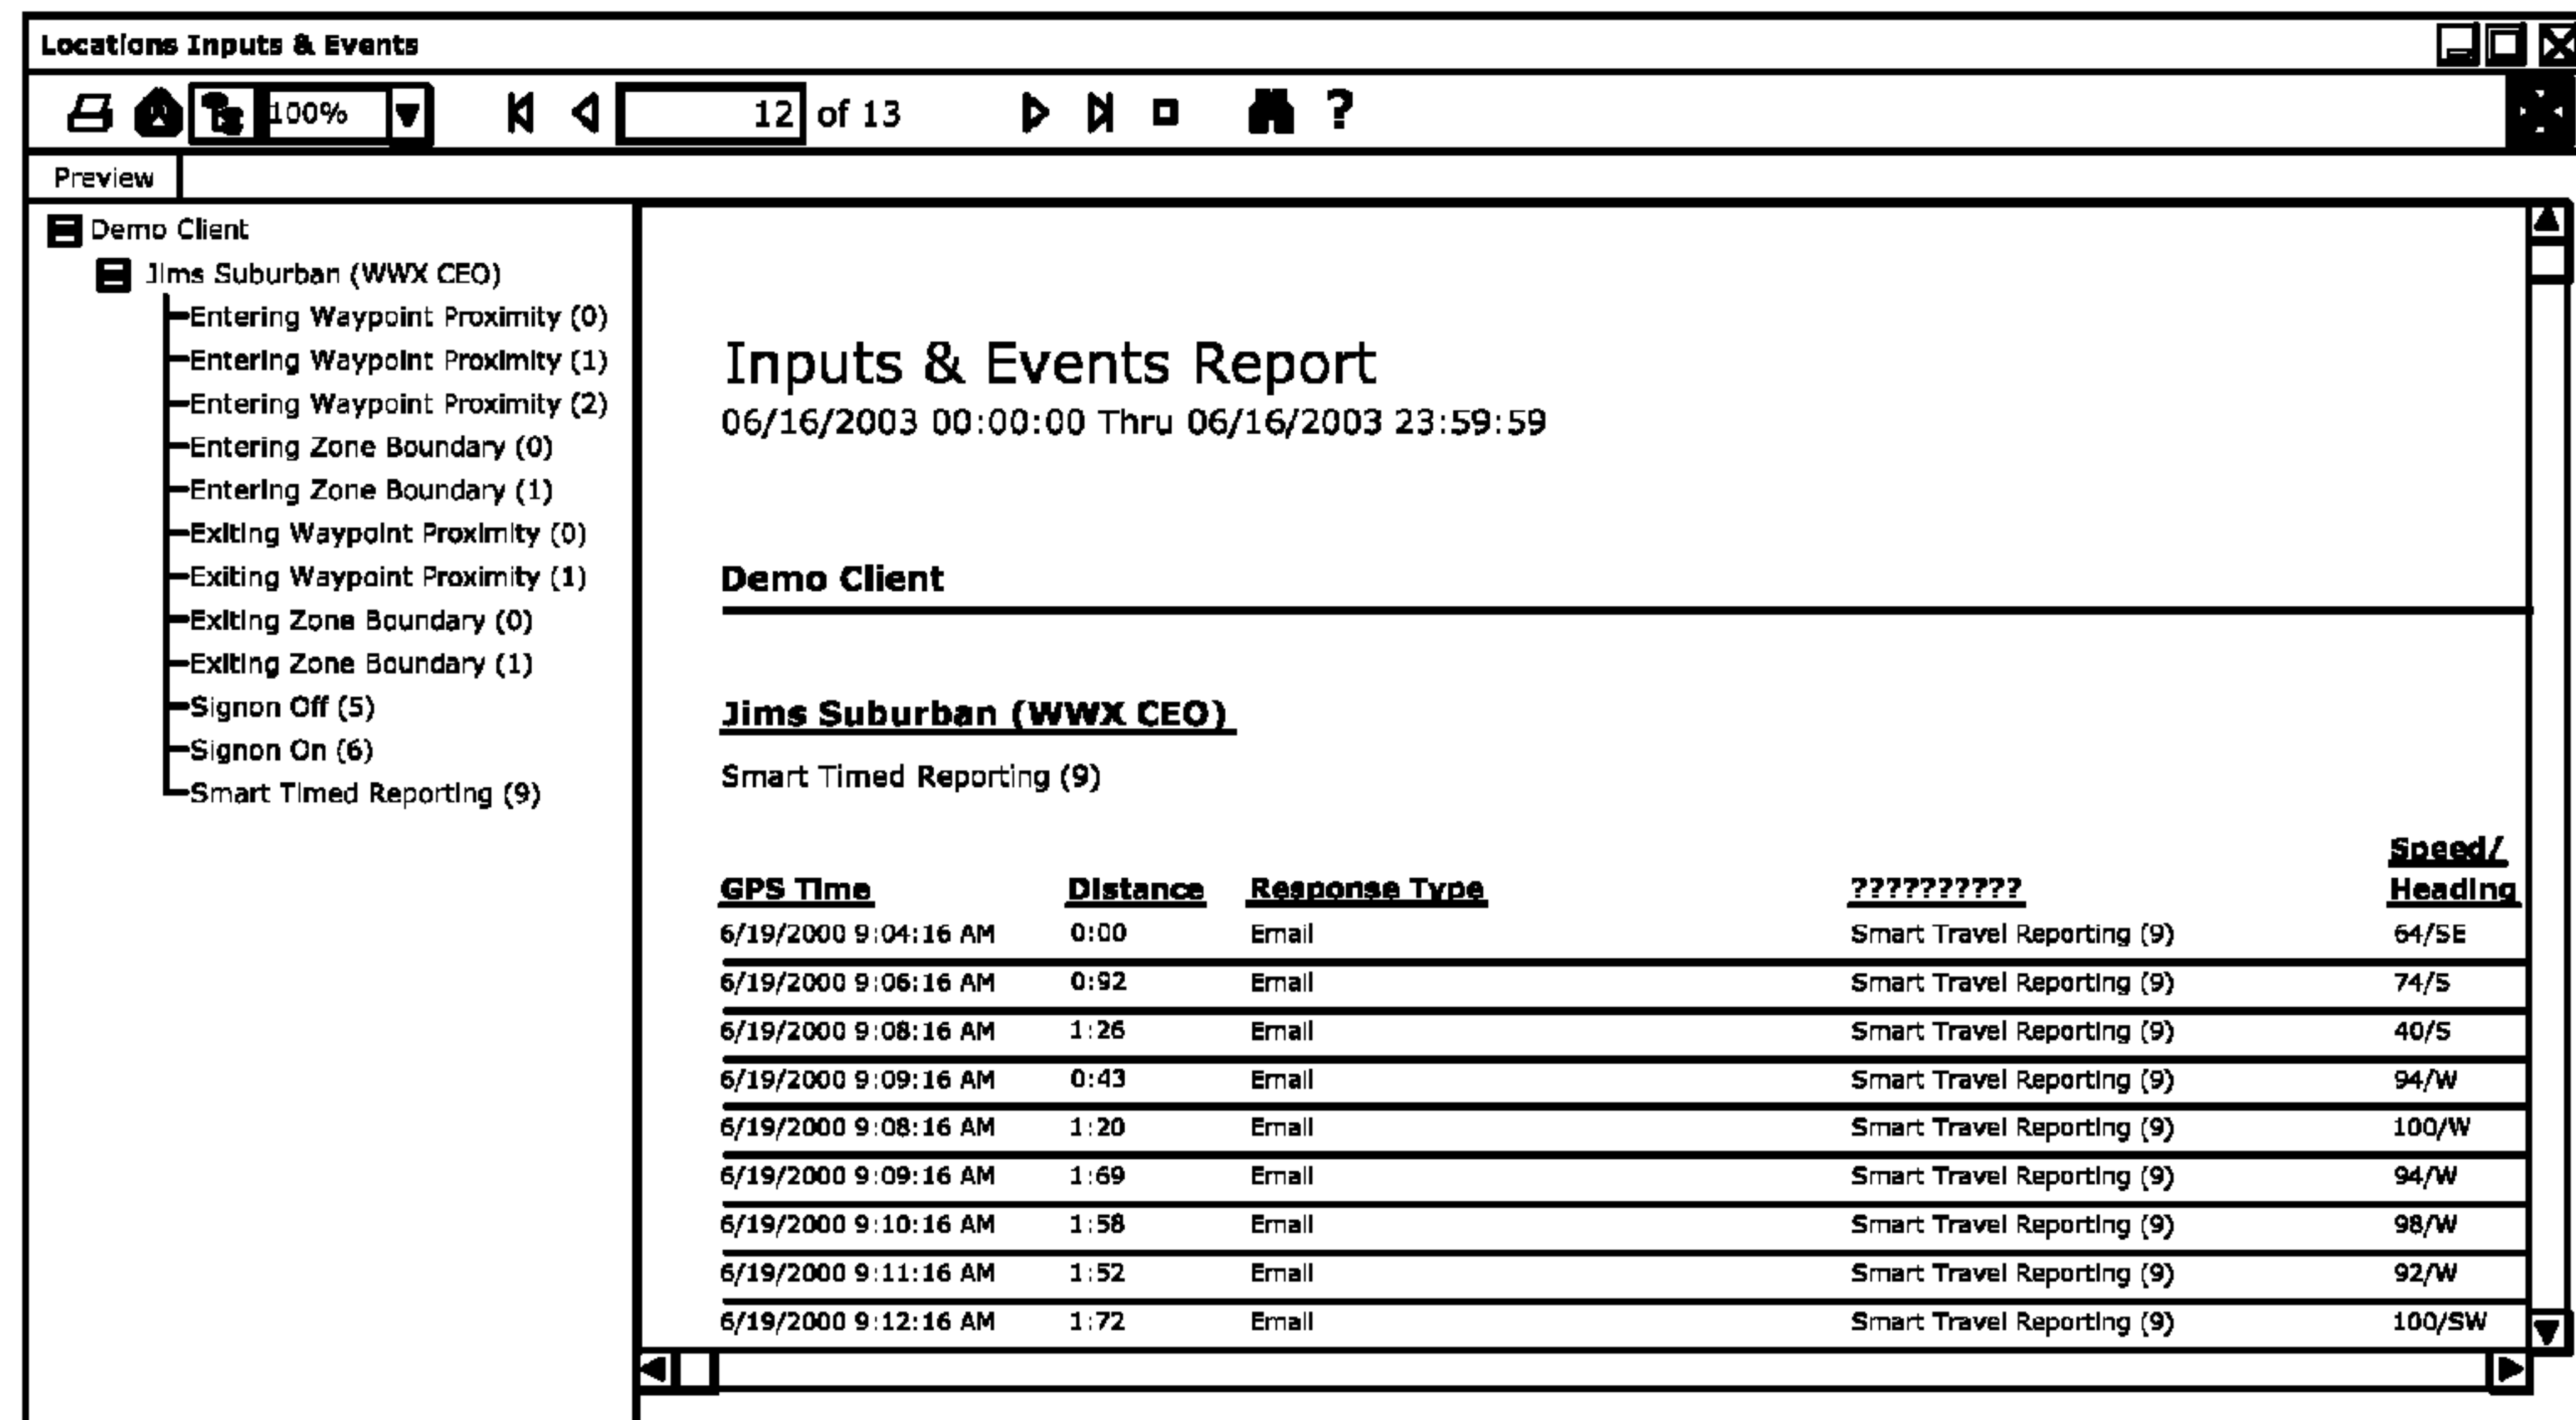 Locations Inputs & Events
100%
12 of 13
?
Preview
Demo Client
Jims Suburban (WWX CEO)
Entering Waypoint Proximity (0)
Entering Waypoint Proximity (1)
Entering Waypoint Proximity (2)
Entering Zone Boundary (0)
Entering Zone Boundary (1)
Exiting Waypoint Proximity (0)
Exiting Waypoint Proximity (1)
Exiting Zone Boundary (0)
Exiting Zone Boundary (1)
Signon Off (5)
Signon On (6)
Smart Timed Reporting (9)
Inputs & Events Report
06/16/2003 00:00:00 Thru 06/16/2003 23:59:59
Demo Client
Jims Suburban (WWX CEO)
Smart Timed Reporting (9)
GPS Time Distance Response Type ?????????? Speed/ Heading
6/19/2000 9:04:16 AM 0:00 Email Smart Travel Reporting (9) 64/SE
6/19/2000 9:06:16 AM 0:92 Email Smart Travel Reporting (9) 74/S
6/19/2000 9:08:16 AM 1:26 Email Smart Travel Reporting (9) 40/S
6/19/2000 9:09:16 AM 0:43 Email Smart Travel Reporting (9) 94/W
6/19/2000 9:08:16 AM 1:20 Email Smart Travel Reporting (9) 100/W
6/19/2000 9:09:16 AM 1:69 Email Smart Travel Reporting (9) 94/W
6/19/2000 9:10:16 AM 1:58 Email Smart Travel Reporting (9) 98/W
6/19/2000 9:11:16 AM 1:52 Email Smart Travel Reporting (9) 92/W
6/19/2000 9:12:16 AM 1:72 Email Smart Travel Reporting (9) 100/SW